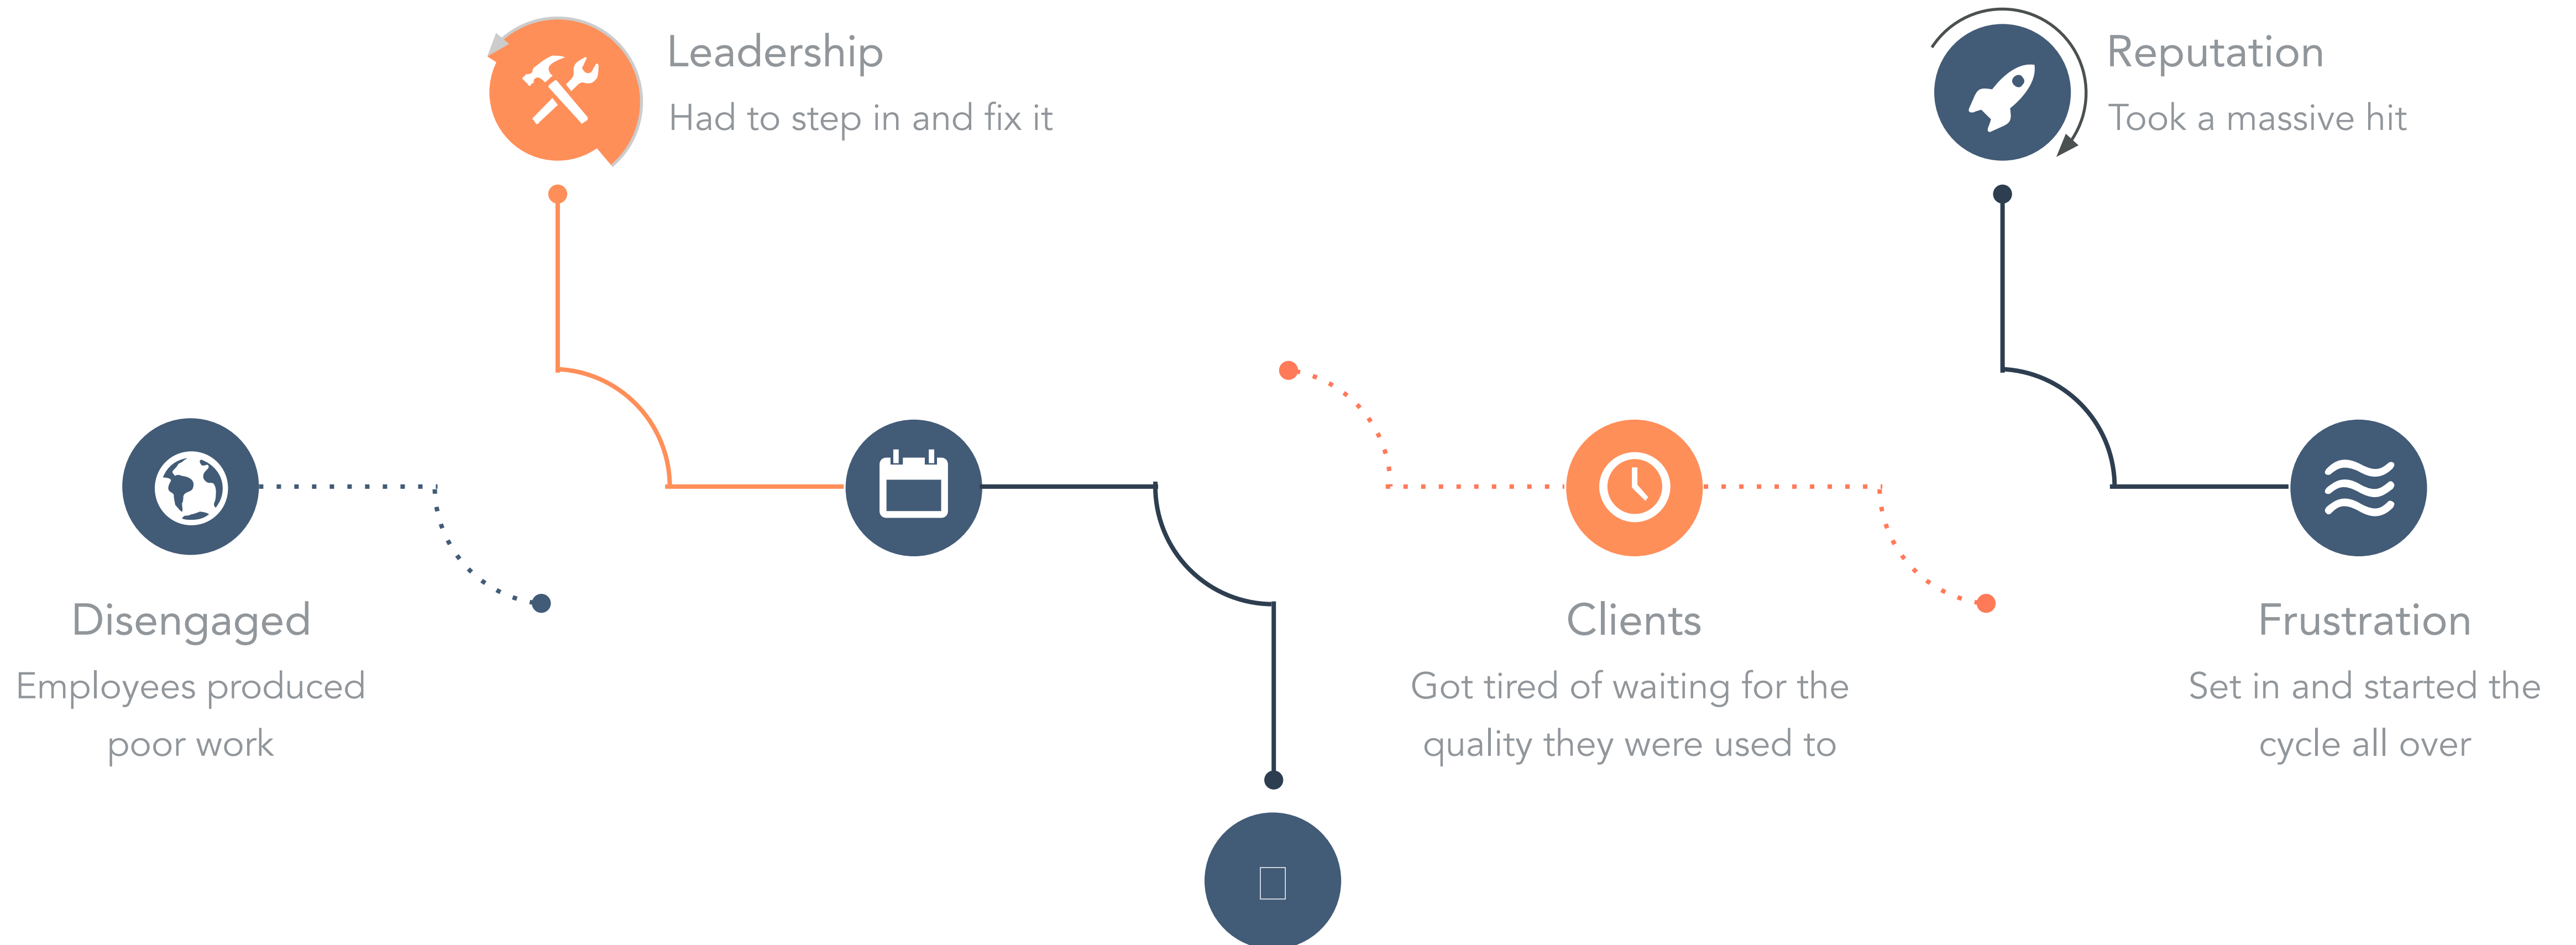 Leadership
Had to step in and fix it
Reputation
Took a massive hit
Disengaged
Employees produced
poor work
Clients
Got tired of waiting for the
quality they were used to
Frustration
Set in and started the
cycle all over